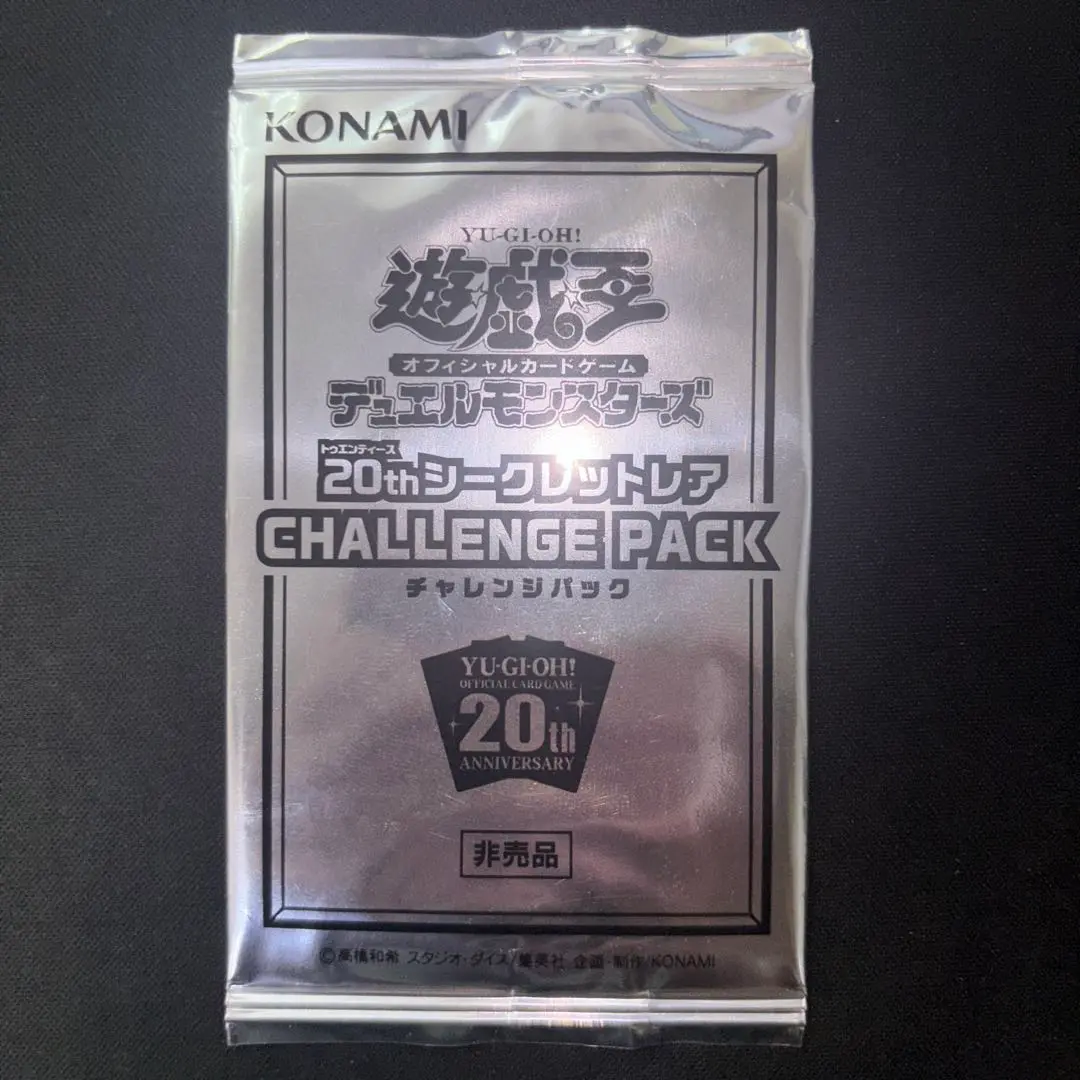 KONAMI
YU-GI-OH!
遊戯王
オフィシャルカードゲーム
デュエルモンスターズ
トゥエンティース
20thシークレットレア
CHALLENGE PACK
チャレンジパック
YU-GI-OH!
OFFICIAL CARD GAME
20th
ANNIVERSARY
非売品
©高橋和希 スタジオ・ダイス/集英社 企画・制作/KONAMI